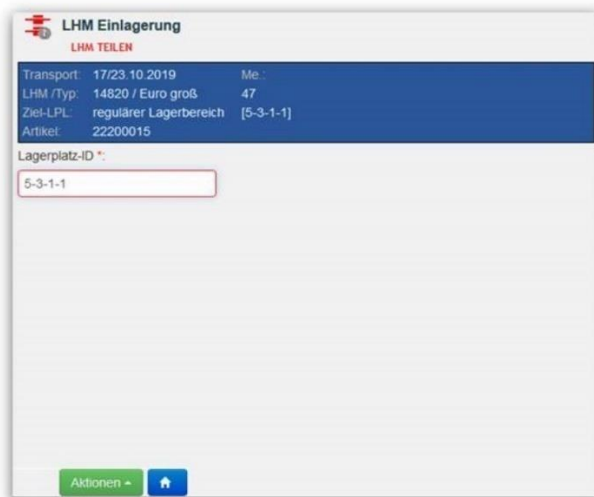 LHM Einlagerung
LHM TEILEN
Transport: 17/23.10.2019 Me.:
LHM /Typ: 14820 / Euro groß 47
Ziel-LPL: regulärer Lagerbereich [5-3-1-1]
Artikel: 22200015
Lagerplatz-ID *:
5-3-1-1
Aktionen